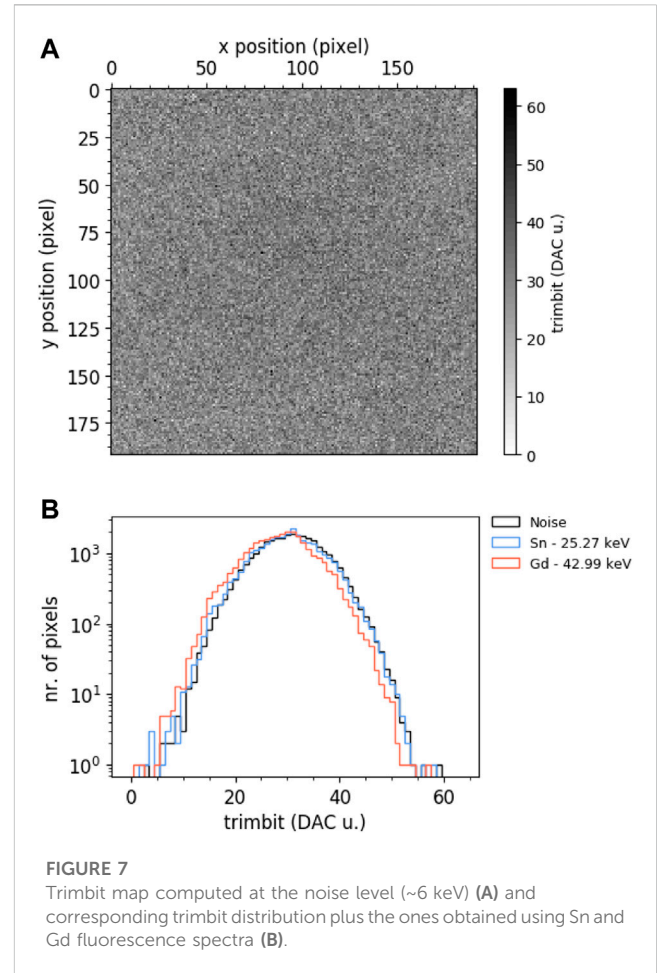 A
x position (pixel)
0 50 100 150
0
25
50
75
100
125
150
175
y position (pixel)
60
50
40
30
20
10
0
trimbit (DAC u.)
B
10³
10²
10¹
10⁰
nr. of pixels
0 20 40 60
trimbit (DAC u.)
Noise
Sn - 25.27 keV
Gd - 42.99 keV
FIGURE 7
Trimbit map computed at the noise level (~6 keV) (A) and
corresponding trimbit distribution plus the ones obtained using Sn and
Gd fluorescence spectra (B).